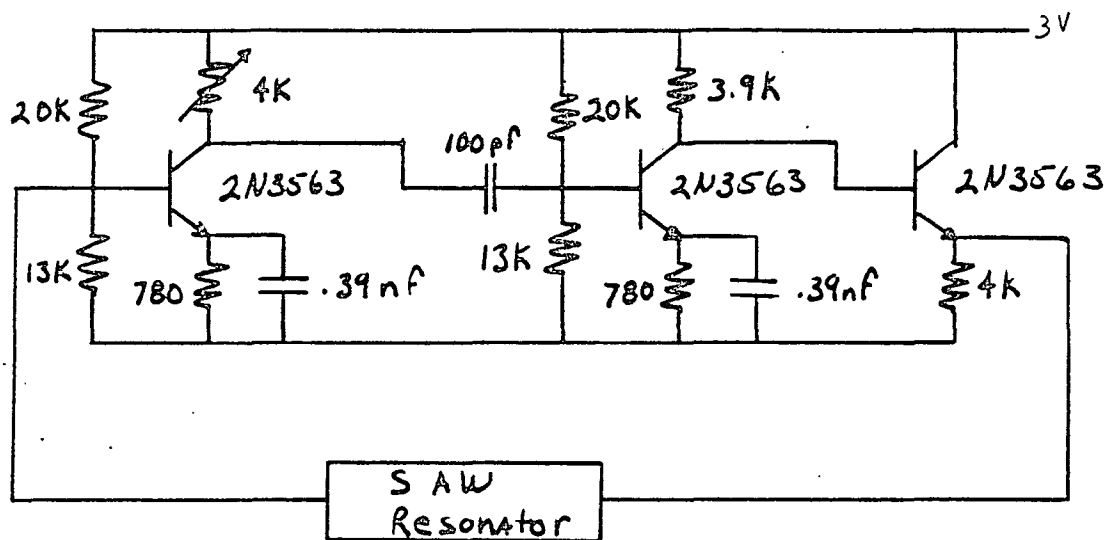 3V
20K
4K
20K
3.9K
100pf
2N3563
2N3563
2N3563
13K
780
.39nf
13K
780
.39nf
4K
SAW
Resonator